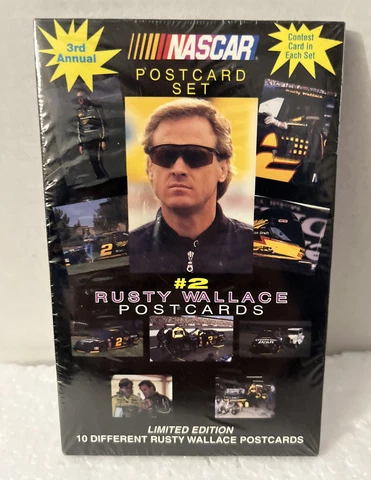 3rd
Annual
NASCAR
Contest
Card in
Each Set
POSTCARD
SET
#2
RUSTY WALLACE
POSTCARDS
LIMITED EDITION
10 DIFFERENT RUSTY WALLACE POSTCARDS